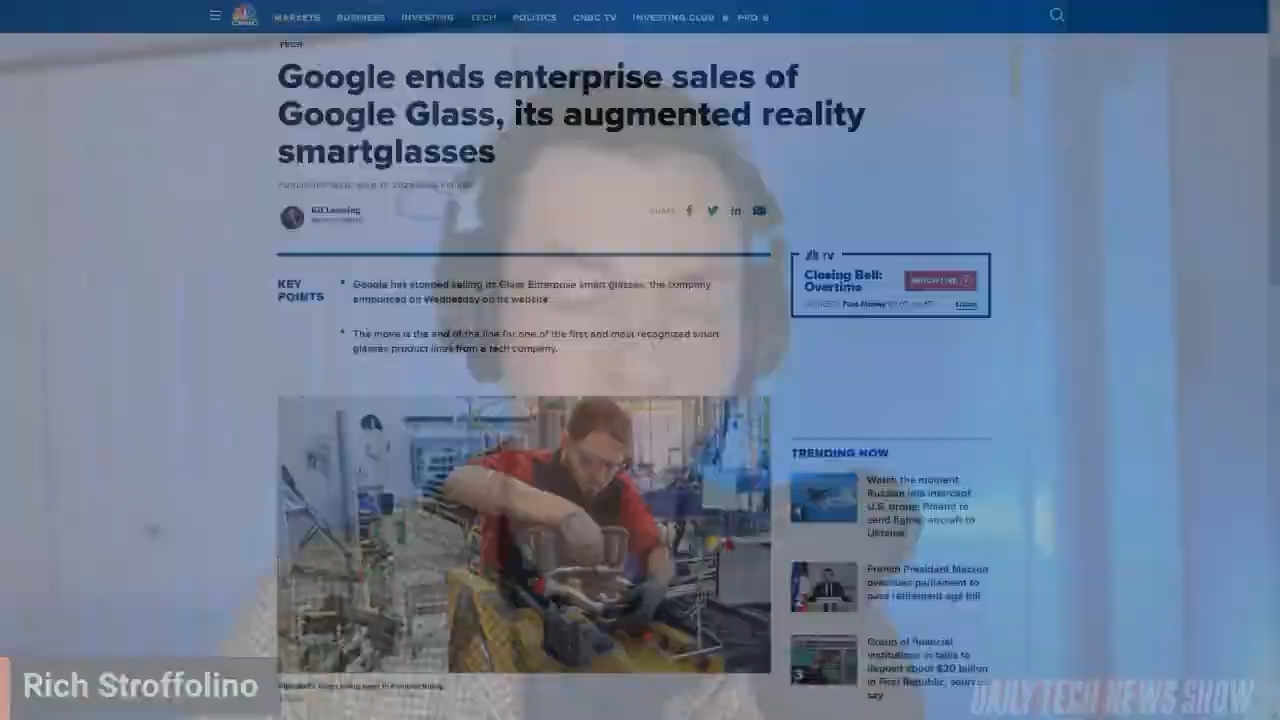 MARKETS BUSINESS INVESTING TECH POLITICS CNBC TV INVESTING CLUB PRO
TECH
Google ends enterprise sales of
Google Glass, its augmented reality
smartglasses
SHARE
KEY
POINTS
Google has stopped selling its Glass Enterprise smart glasses, the company
announced on Wednesday on its website.
The move is the end of the line for one of the first and most recognized smart
glasses product lines from a tech company.
TV
Closing Bell:
Overtime
WATCH LIVE
Listen
TRENDING NOW
Watch the moment
Russian jets intercept
U.S. drone; Poland to
send fighter aircraft to
Ukraine
French President Macron
overrides parliament to
pass retirement age bill
Group of financial
institutions in talks to
deposit about $20 billion
in First Republic, sources
say
Rich Stroffolino
DAILY TECH NEWS SHOW